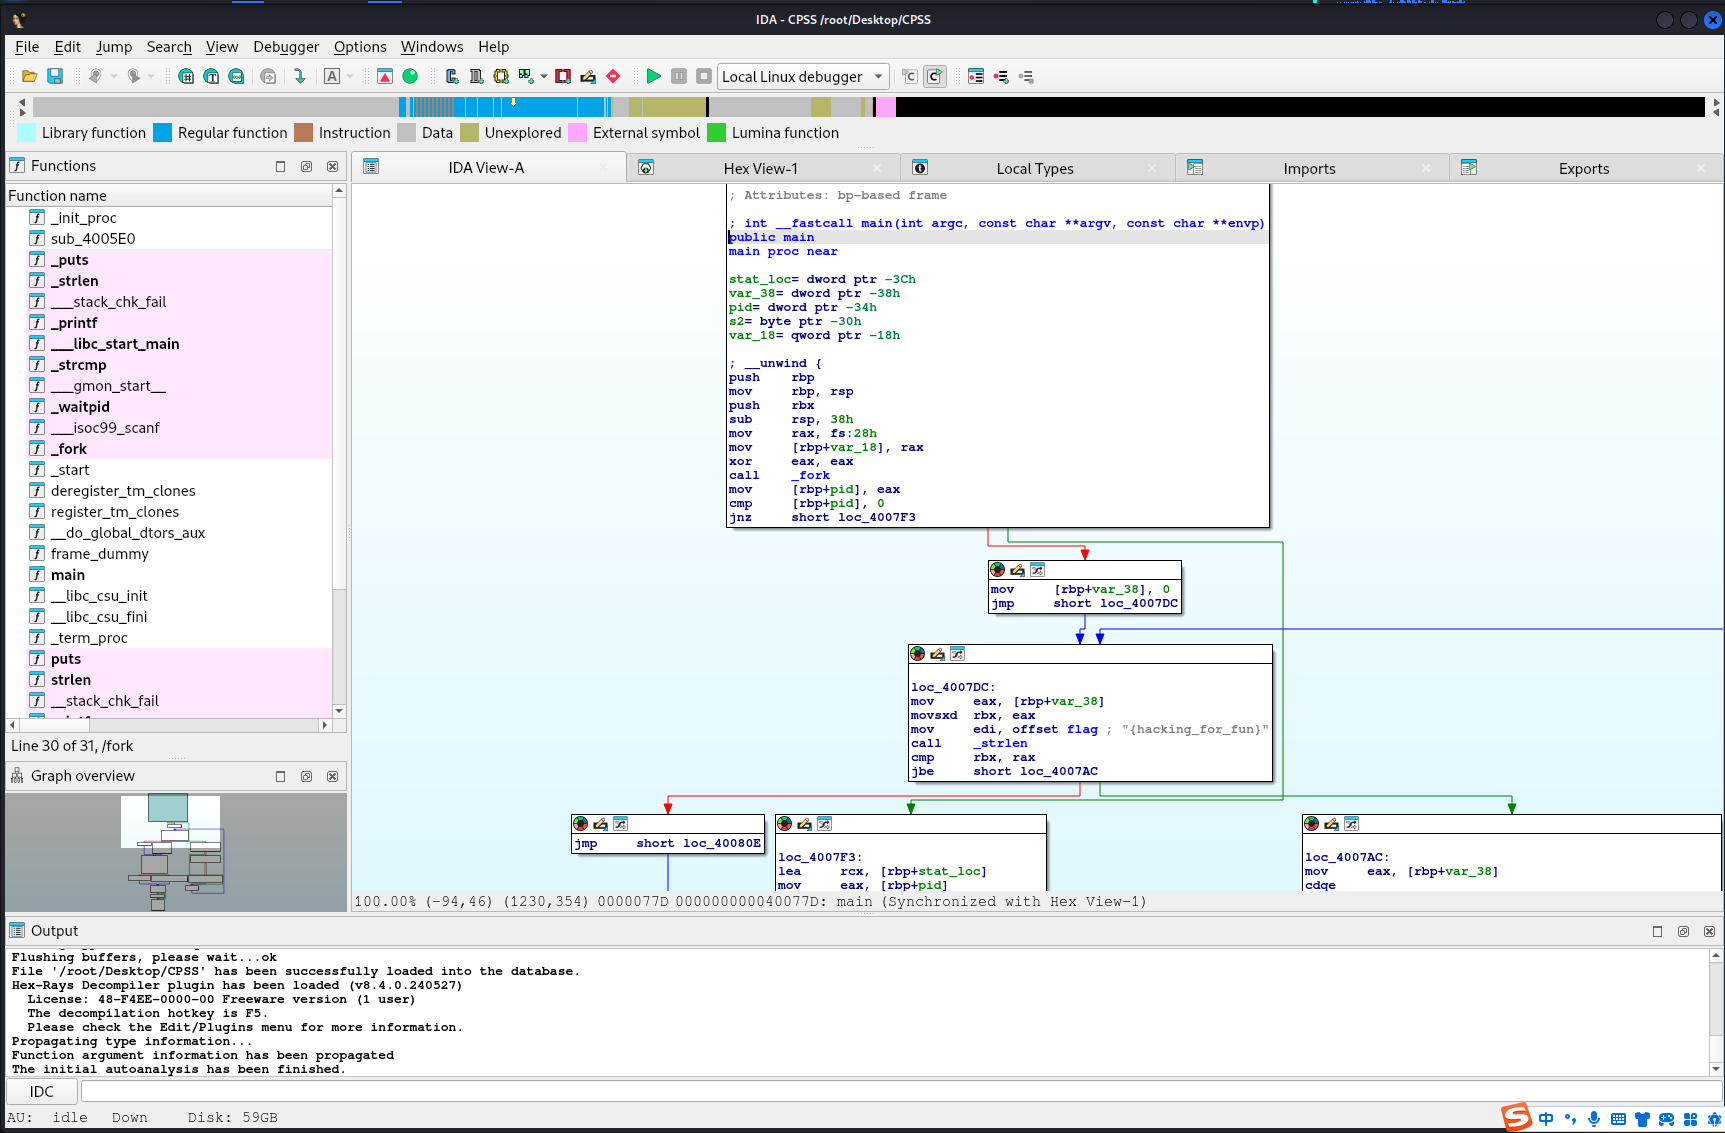 IDA - CPSS /root/Desktop/CPSS
File Edit Jump Search View Debugger Options Windows Help
Local Linux debugger
Library function Regular function Instruction Data Unexplored External symbol Lumina function
Functions
IDA View-A Hex View-1 Local Types Imports Exports
Function name
_init_proc
sub_4005E0
_puts
_strlen
___stack_chk_fail
_printf
___libc_start_main
_strcmp
___gmon_start__
_waitpid
___isoc99_scanf
_fork
_start
deregister_tm_clones
register_tm_clones
__do_global_dtors_aux
frame_dummy
main
__libc_csu_init
__libc_csu_fini
_term_proc
puts
strlen
__stack_chk_fail
Line 30 of 31, /fork
Graph overview
; Attributes: bp-based frame
; int __fastcall main(int argc, const char **argv, const char **envp)
public main
main proc near
stat_loc= dword ptr -3Ch
var_38= dword ptr -38h
pid= dword ptr -34h
s2= byte ptr -30h
var_18= qword ptr -18h
; __unwind {
push rbp
mov rbp, rsp
push rbx
sub rsp, 38h
mov rax, fs:28h
mov [rbp+var_18], rax
xor eax, eax
call _fork
mov [rbp+pid], eax
cmp [rbp+pid], 0
jnz short loc_4007F3
mov [rbp+var_38], 0
jmp short loc_4007DC
loc_4007DC:
mov eax, [rbp+var_38]
movsxd rbx, eax
mov edi, offset flag ; "{hacking_for_fun}"
call _strlen
cmp rbx, rax
jbe short loc_4007AC
jmp short loc_40080E
loc_4007F3:
lea rcx, [rbp+stat_loc]
mov eax, [rbp+pid]
loc_4007AC:
mov eax, [rbp+var_38]
cdqe
100.00% (-94,46) (1230,354) 0000077D 000000000040077D: main (Synchronized with Hex View-1)
Output
Flushing buffers, please wait...ok
File '/root/Desktop/CPSS' has been successfully loaded into the database.
Hex-Rays Decompiler plugin has been loaded (v8.4.0.240527)
License: 48-F4EE-0000-00 Freeware version (1 user)
The decompilation hotkey is F5.
Please check the Edit/Plugins menu for more information.
Propagating type information...
Function argument information has been propagated
The initial autoanalysis has been finished.
IDC
AU: idle Down Disk: 59GB
中